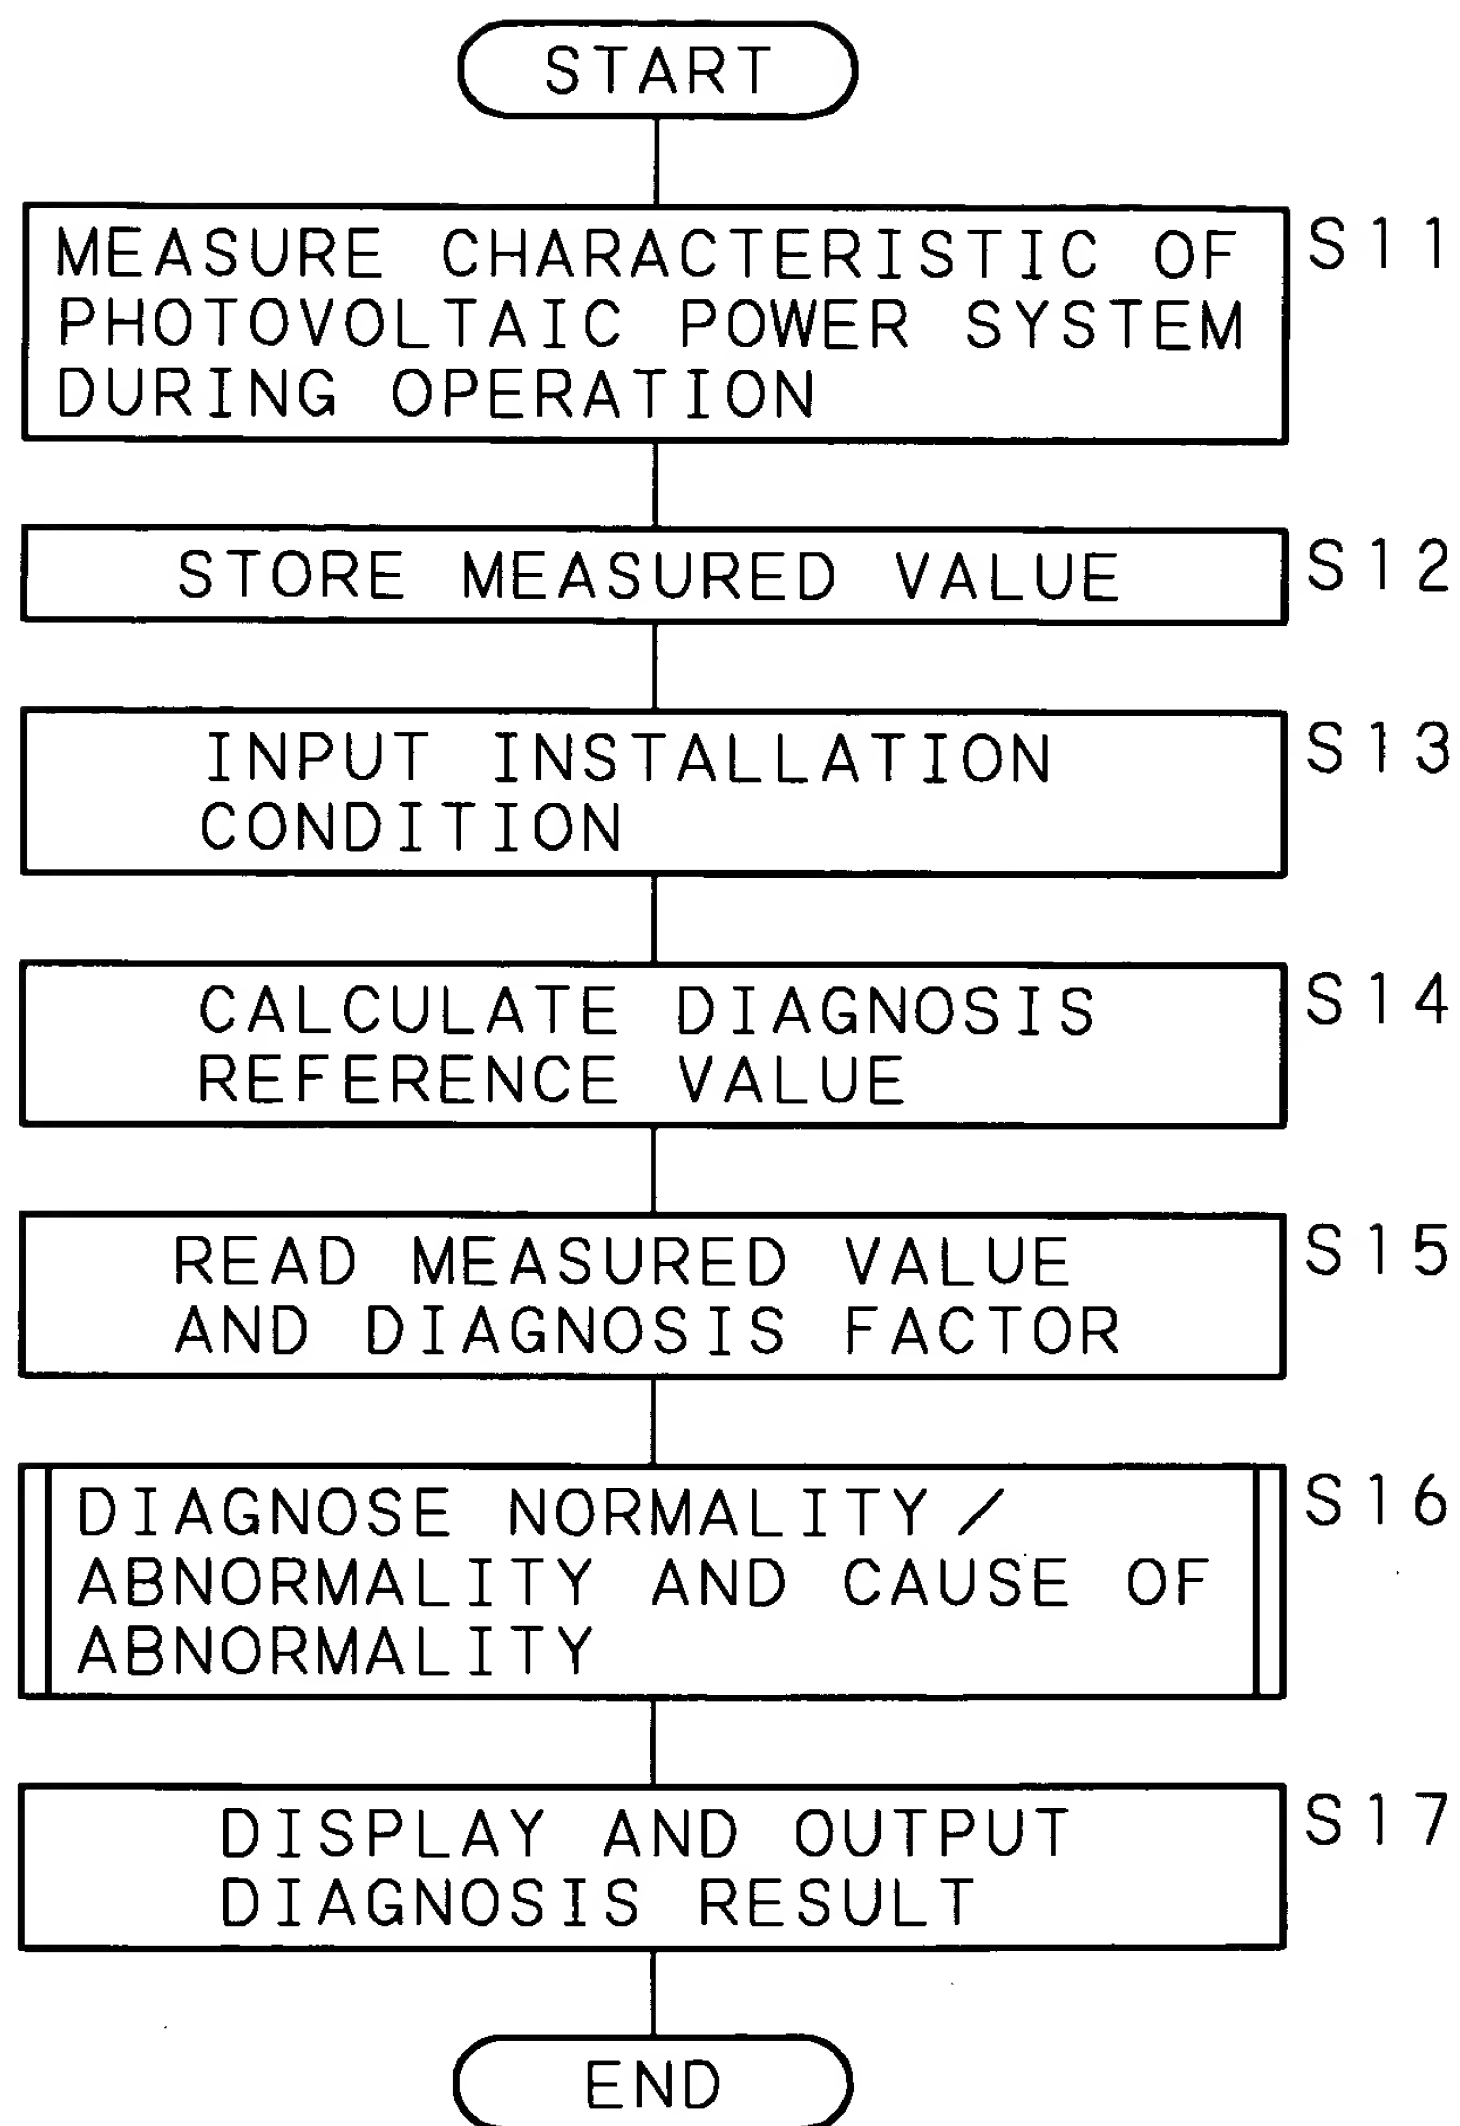 START
MEASURE CHARACTERISTIC OF
PHOTOVOLTAIC POWER SYSTEM
DURING OPERATION
S11
STORE MEASURED VALUE
S12
INPUT INSTALLATION
CONDITION
S13
CALCULATE DIAGNOSIS
REFERENCE VALUE
S14
READ MEASURED VALUE
AND DIAGNOSIS FACTOR
S15
DIAGNOSE NORMALITY/
ABNORMALITY AND CAUSE OF
ABNORMALITY
S16
DISPLAY AND OUTPUT
DIAGNOSIS RESULT
S17
END